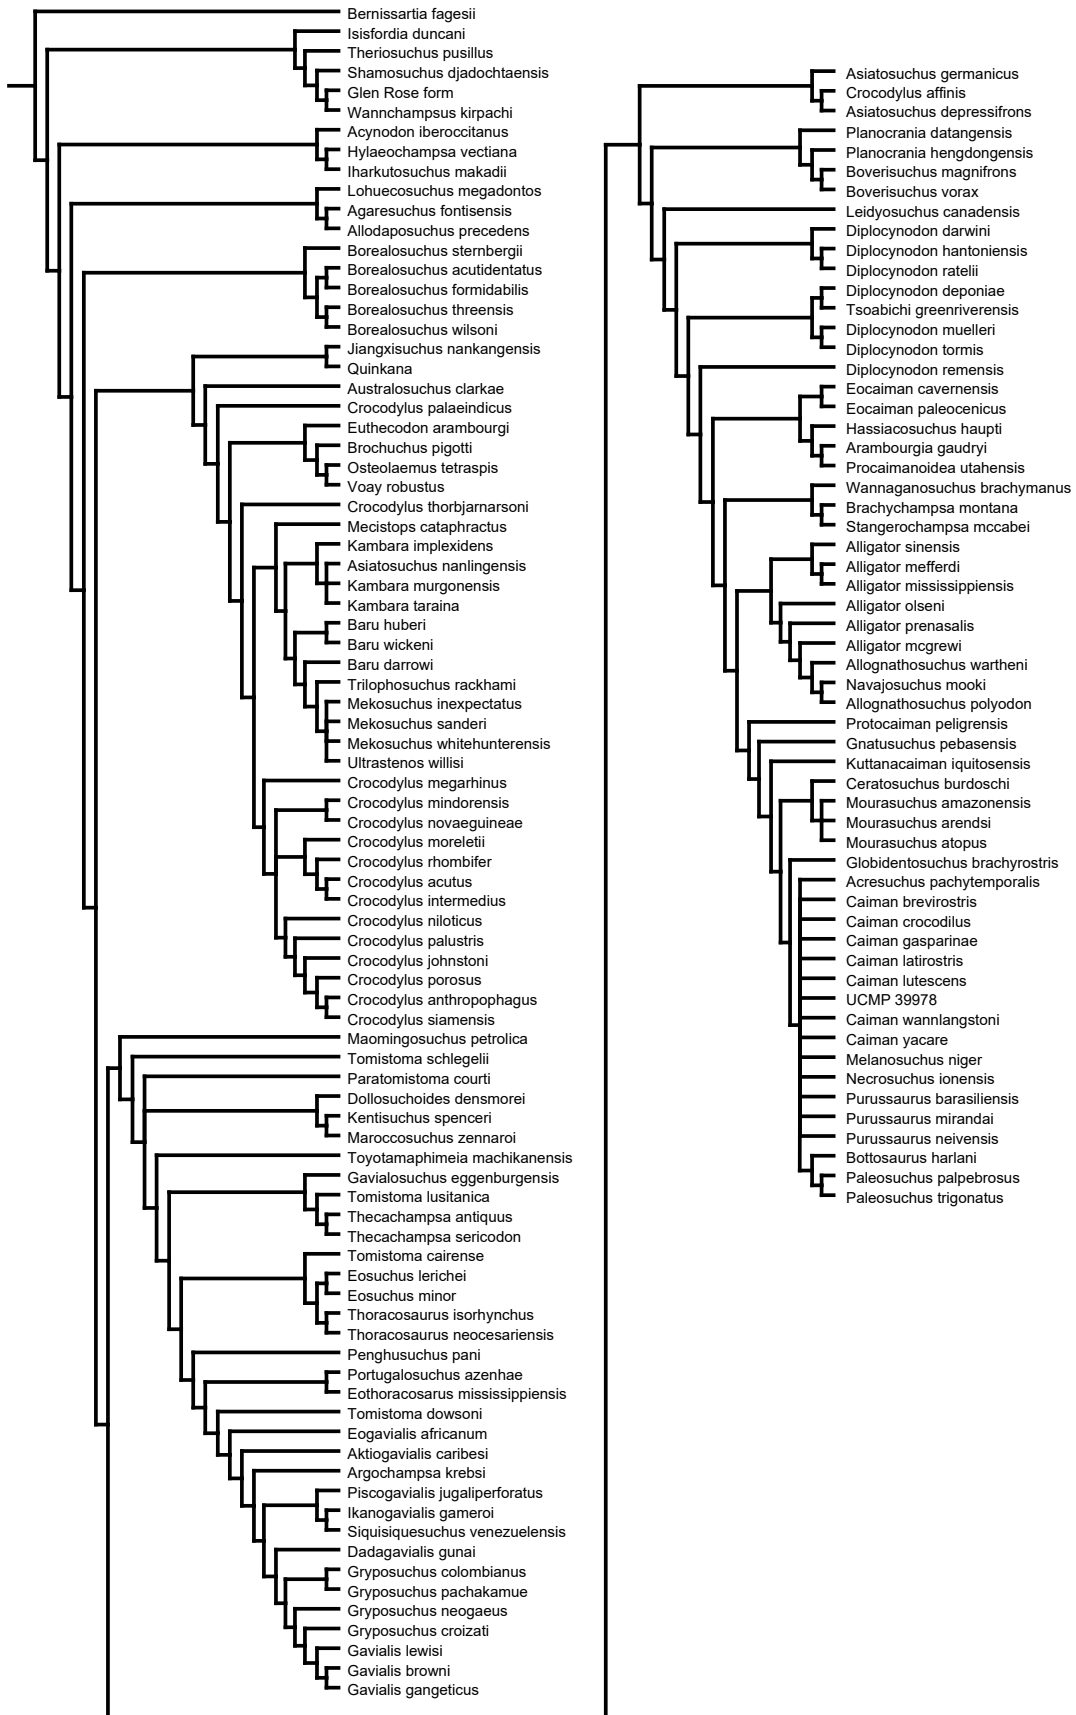 Bernissartia fagesii
Isisfordia duncani
Theriosuchus pusillus
Shamosuchus djadochtaensis
Glen Rose form
Wannchampsus kirpachi
Acynodon iberoccitanus
Hylaeochampsa vectiana
Iharkutosuchus makadii
Lohuecosuchus megadontos
Agaresuchus fontisensis
Allodaposuchus precedens
Borealosuchus sternbergii
Borealosuchus acutidentatus
Borealosuchus formidabilis
Borealosuchus threensis
Borealosuchus wilsoni
Jiangxisuchus nankangensis
Quinkana
Australosuchus clarkae
Crocodylus palaeindicus
Euthecodon arambourgi
Brochuchus pigotti
Osteolaemus tetraspis
Voay robustus
Crocodylus thorbjarnarsoni
Mecistops cataphractus
Kambara implexidens
Asiatosuchus nanlingensis
Kambara murgonensis
Kambara taraina
Baru huberi
Baru wickeni
Baru darrowi
Trilophosuchus rackhami
Mekosuchus inexpectatus
Mekosuchus sanderi
Mekosuchus whitehunterensis
Ultrastenos willisi
Crocodylus megarhinus
Crocodylus mindorensis
Crocodylus novaeguineae
Crocodylus moreletii
Crocodylus rhombifer
Crocodylus acutus
Crocodylus intermedius
Crocodylus niloticus
Crocodylus palustris
Crocodylus johnstoni
Crocodylus porosus
Crocodylus anthropophagus
Crocodylus siamensis
Maomingosuchus petrolica
Tomistoma schlegelii
Paratomistoma courti
Dollosuchoides densmorei
Kentisuchus spenceri
Maroccosuchus zennaroi
Toyotamaphimeia machikanensis
Gavialosuchus eggenburgensis
Tomistoma lusitanica
Thecachampsa antiquus
Thecachampsa sericodon
Tomistoma cairense
Eosuchus lerichei
Eosuchus minor
Thoracosaurus isorhynchus
Thoracosaurus neocesariensis
Penghusuchus pani
Portugalosuchus azenhae
Eothoracosarus mississippiensis
Tomistoma dowsoni
Eogavialis africanum
Aktiogavialis caribesi
Argochampsa krebsi
Piscogavialis jugaliperforatus
Ikanogavialis gameroi
Siquisiquesuchus venezuelensis
Dadagavialis gunai
Gryposuchus colombianus
Gryposuchus pachakamue
Gryposuchus neogaeus
Gryposuchus croizati
Gavialis lewisi
Gavialis browni
Gavialis gangeticus
Asiatosuchus germanicus
Crocodylus affinis
Asiatosuchus depressifrons
Planocrania datangensis
Planocrania hengdongensis
Boverisuchus magnifrons
Boverisuchus vorax
Leidyosuchus canadensis
Diplocynodon darwini
Diplocynodon hantoniensis
Diplocynodon ratelii
Diplocynodon deponiae
Tsoabichi greenriverensis
Diplocynodon muelleri
Diplocynodon tormis
Diplocynodon remensis
Eocaiman cavernensis
Eocaiman paleocenicus
Hassiacosuchus haupti
Arambourgia gaudryi
Procaimanoidea utahensis
Wannaganosuchus brachymanus
Brachychampsa montana
Stangerochampsa mccabei
Alligator sinensis
Alligator mefferdi
Alligator mississippiensis
Alligator olseni
Alligator prenasalis
Alligator mcgrewi
Allognathosuchus wartheni
Navajosuchus mooki
Allognathosuchus polyodon
Protocaiman peligrensis
Gnatusuchus pebasensis
Kuttanacaiman iquitosensis
Ceratosuchus burdoschi
Mourasuchus amazonensis
Mourasuchus arendsi
Mourasuchus atopus
Globidentosuchus brachyrostris
Acresuchus pachytemporalis
Caiman brevirostris
Caiman crocodilus
Caiman gasparinae
Caiman latirostris
Caiman lutescens
UCMP 39978
Caiman wannlangstoni
Caiman yacare
Melanosuchus niger
Necrosuchus ionensis
Purussaurus barasiliensis
Purussaurus mirandai
Purussaurus neivensis
Bottosaurus harlani
Paleosuchus palpebrosus
Paleosuchus trigonatus